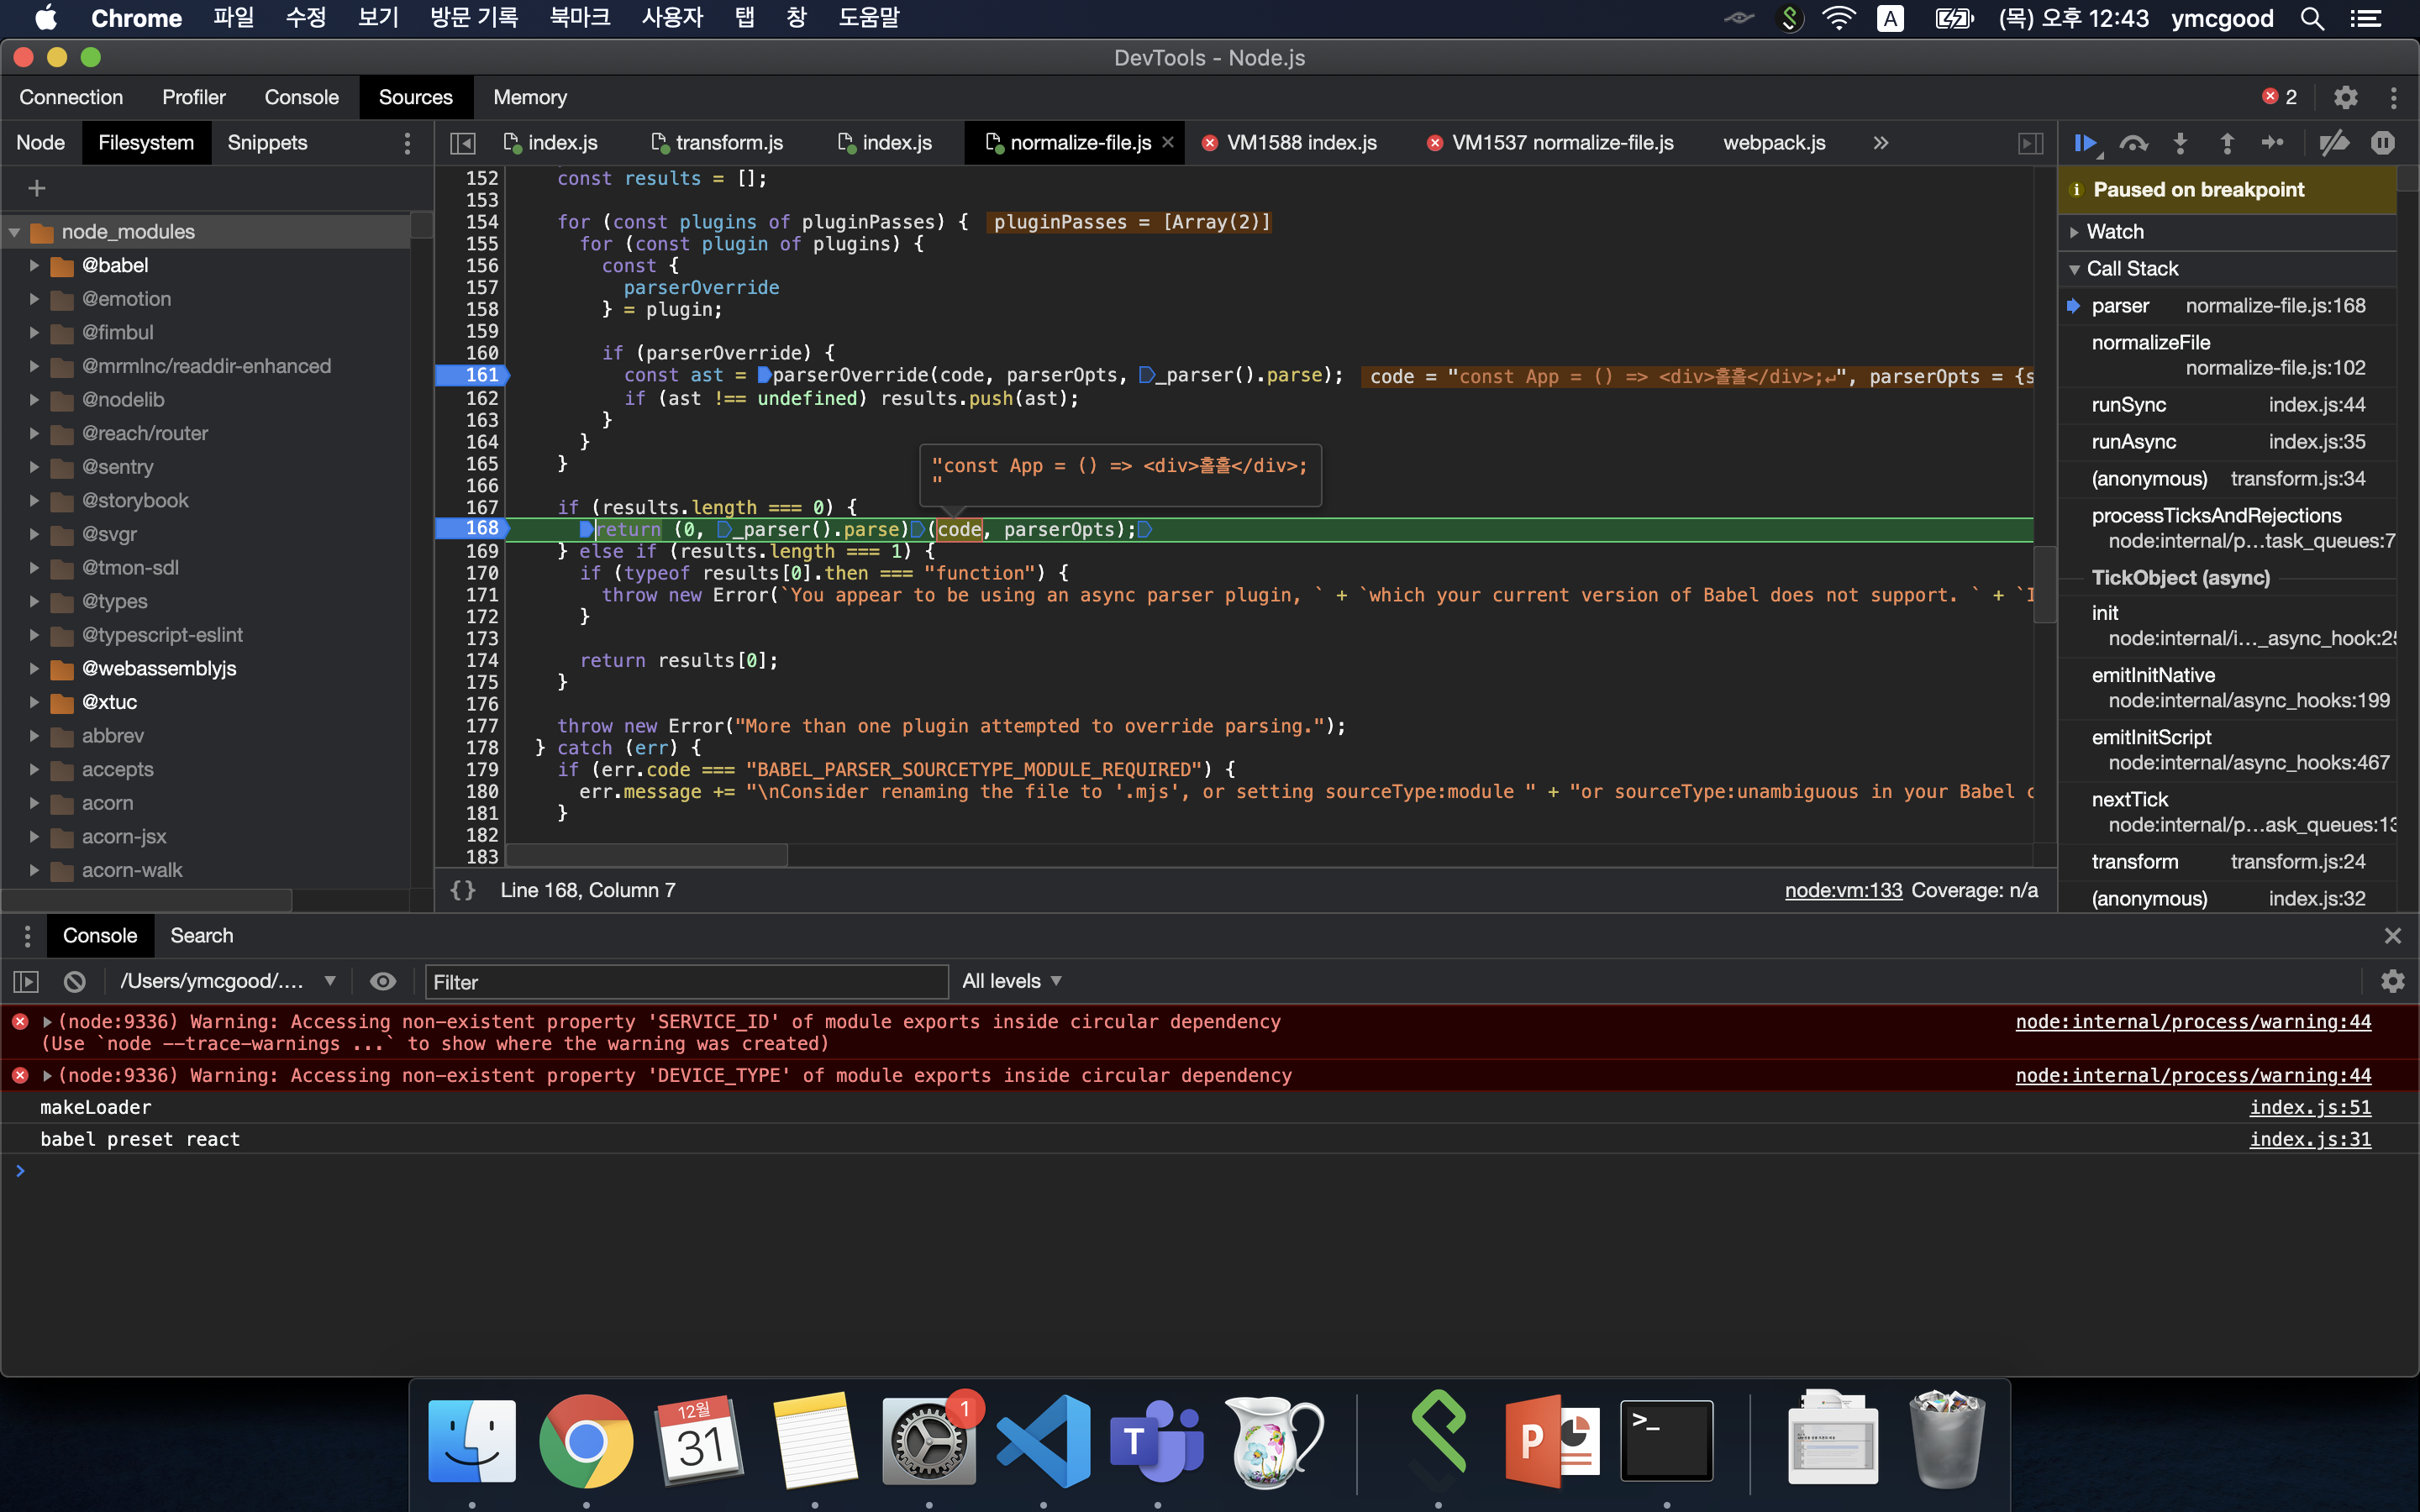 Chrome 파일 수정 보기 방문 기록 북마크 사용자 탭 창 도움말 A (목) 오후 12:43 ymcgood
DevTools - Node.js
Connection Profiler Console Sources Memory 2
Node Filesystem Snippets index.js transform.js index.js normalize-file.js VM1588 index.js VM1537 normalize-file.js webpack.js
node_modules
@babel
@emotion
@fimbul
@mrmlnc/readdir-enhanced
@nodelib
@reach/router
@sentry
@storybook
@svgr
@tmon-sdl
@types
@typescript-eslint
@webassemblyjs
@xtuc
abbrev
accepts
acorn
acorn-jsx
acorn-walk
152 const results = [];
153
154 for (const plugins of pluginPasses) { pluginPasses = [Array(2)]
155 for (const plugin of plugins) {
156 const {
157 parserOverride
158 } = plugin;
159
160 if (parserOverride) {
161 const ast = parserOverride(code, parserOpts, _parser().parse); code = "const App = () => <div>홀홀</div>;↵", parserOpts = {s
162 if (ast !== undefined) results.push(ast);
163 }
164 }
165 }
"const App = () => <div>홀홀</div>;
"
166
167 if (results.length === 0) {
168 return (0, _parser().parse)(code, parserOpts);
169 } else if (results.length === 1) {
170 if (typeof results[0].then === "function") {
171 throw new Error(`You appear to be using an async parser plugin, ` + `which your current version of Babel does not support. ` + `I
172 }
173
174 return results[0];
175 }
176
177 throw new Error("More than one plugin attempted to override parsing.");
178 } catch (err) {
179 if (err.code === "BABEL_PARSER_SOURCETYPE_MODULE_REQUIRED") {
180 err.message += "\nConsider renaming the file to '.mjs', or setting sourceType:module " + "or sourceType:unambiguous in your Babel c
181 }
182
183
{ } Line 168, Column 7 node:vm:133 Coverage: n/a
Paused on breakpoint
Watch
Call Stack
parser normalize-file.js:168
normalizeFile
normalize-file.js:102
runSync index.js:44
runAsync index.js:35
(anonymous) transform.js:34
processTicksAndRejections
node:internal/p…task_queues:7
TickObject (async)
init
node:internal/i…_async_hook:25
emitInitNative
node:internal/async_hooks:199
emitInitScript
node:internal/async_hooks:467
nextTick
node:internal/p…ask_queues:13
transform transform.js:24
(anonymous) index.js:32
Console Search
/Users/ymcgood/.... Filter All levels
(node:9336) Warning: Accessing non-existent property 'SERVICE_ID' of module exports inside circular dependency node:internal/process/warning:44
(Use `node --trace-warnings ...` to show where the warning was created)
(node:9336) Warning: Accessing non-existent property 'DEVICE_TYPE' of module exports inside circular dependency node:internal/process/warning:44
makeLoader index.js:51
babel preset react index.js:31
12월
31
1
T
P
>_